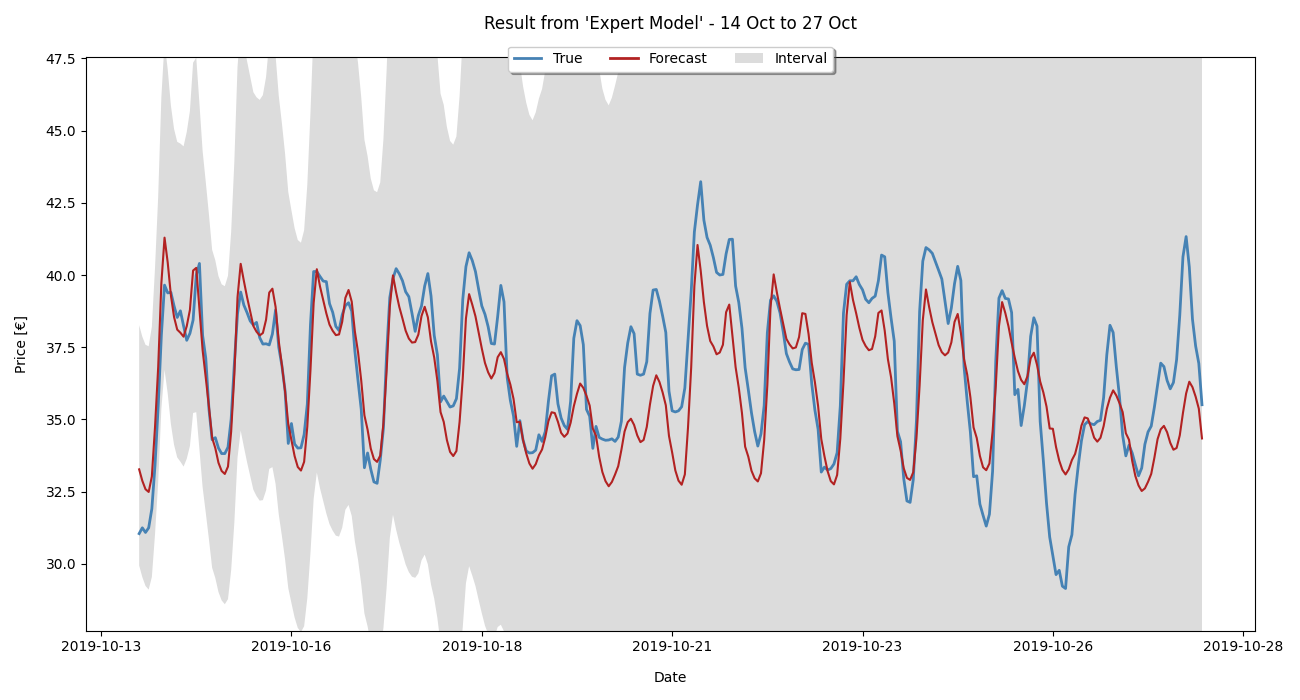 Result from 'Expert Model' - 14 Oct to 27 Oct
True Forecast Interval
47.5
45.0
42.5
40.0
37.5
35.0
32.5
30.0
Price [€]
2019-10-13 2019-10-16 2019-10-18 2019-10-21 2019-10-23 2019-10-26 2019-10-28
Date